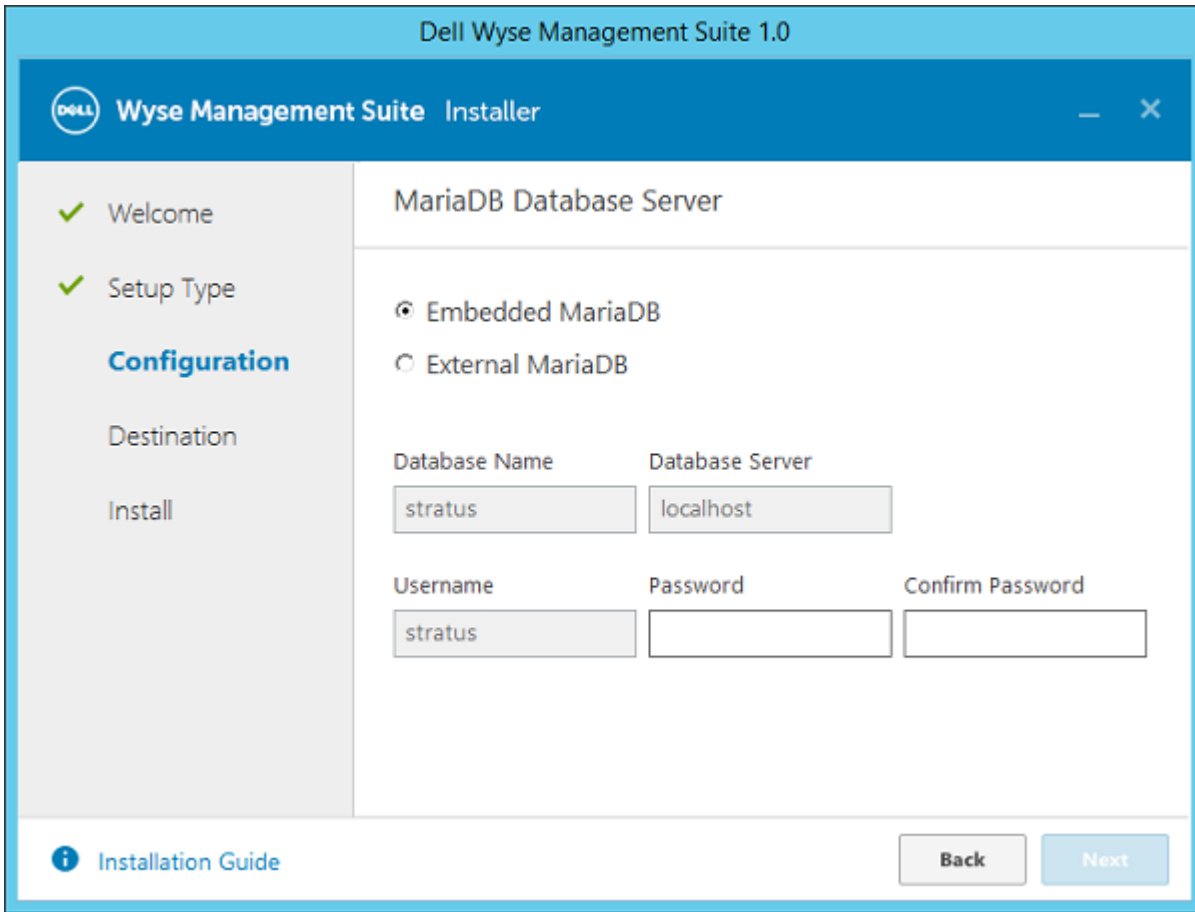 Dell Wyse Management Suite 1.0
DELL Wyse Management Suite Installer
Welcome
Setup Type
Configuration
Destination
Install
MariaDB Database Server
Embedded MariaDB
External MariaDB
Database Name Database Server
stratus localhost
Username Password Confirm Password
stratus
Installation Guide
Back Next